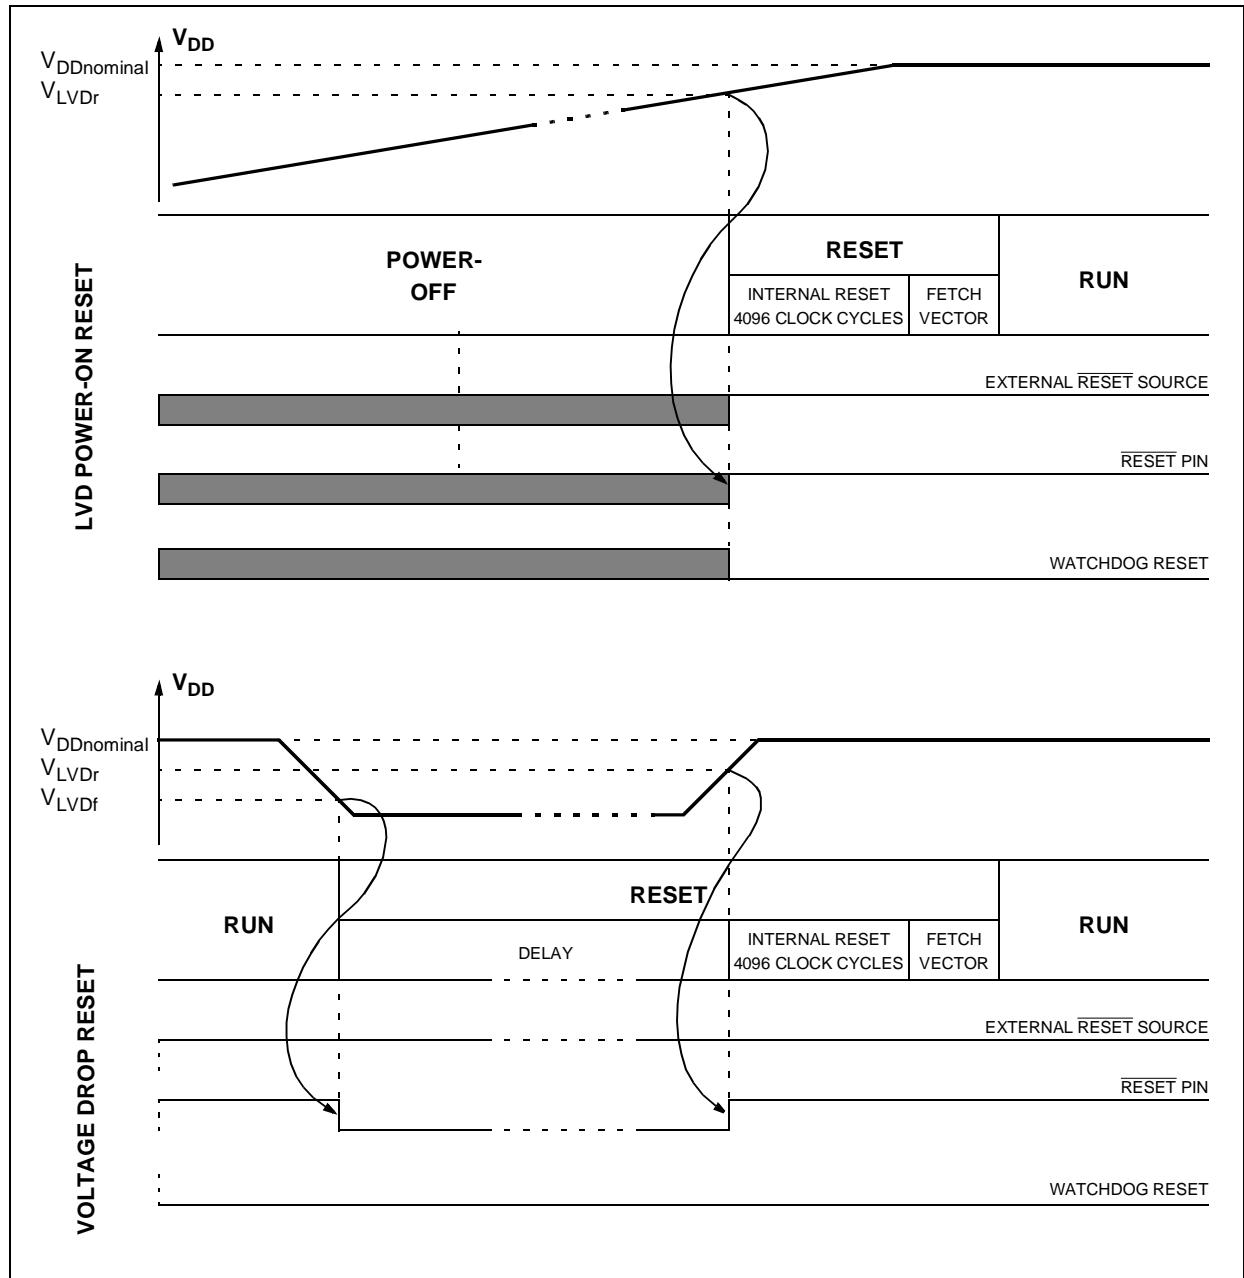 VDD
VDDnominal
VLVDr
LVD POWER-ON RESET
POWER-
OFF
RESET
INTERNAL RESET
4096 CLOCK CYCLES
FETCH
VECTOR
RUN
EXTERNAL RESET SOURCE
RESET PIN
WATCHDOG RESET
VDD
VDDnominal
VLVDr
VLVDf
VOLTAGE DROP RESET
RUN
RESET
DELAY
INTERNAL RESET
4096 CLOCK CYCLES
FETCH
VECTOR
RUN
EXTERNAL RESET SOURCE
RESET PIN
WATCHDOG RESET